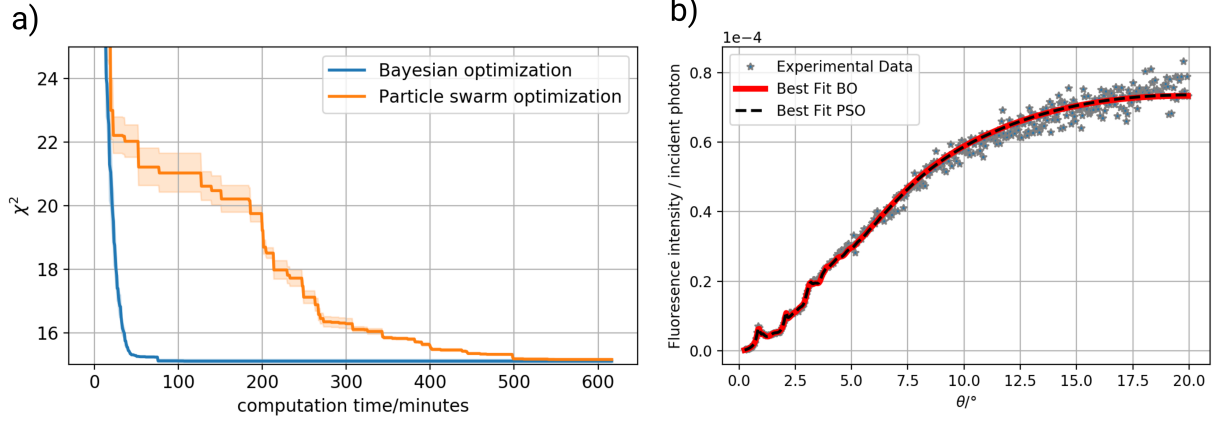 a)
24
22
20
18
16
χ²
0
100
200
300
400
500
600
computation time/minutes
Bayesian optimization
Particle swarm optimization
b)
1e−4
0.8
0.6
0.4
0.2
0.0
Fluoresence intensity / incident photon
0.0
2.5
5.0
7.5
10.0
12.5
15.0
17.5
20.0
θ/°
Experimental Data
Best Fit BO
Best Fit PSO